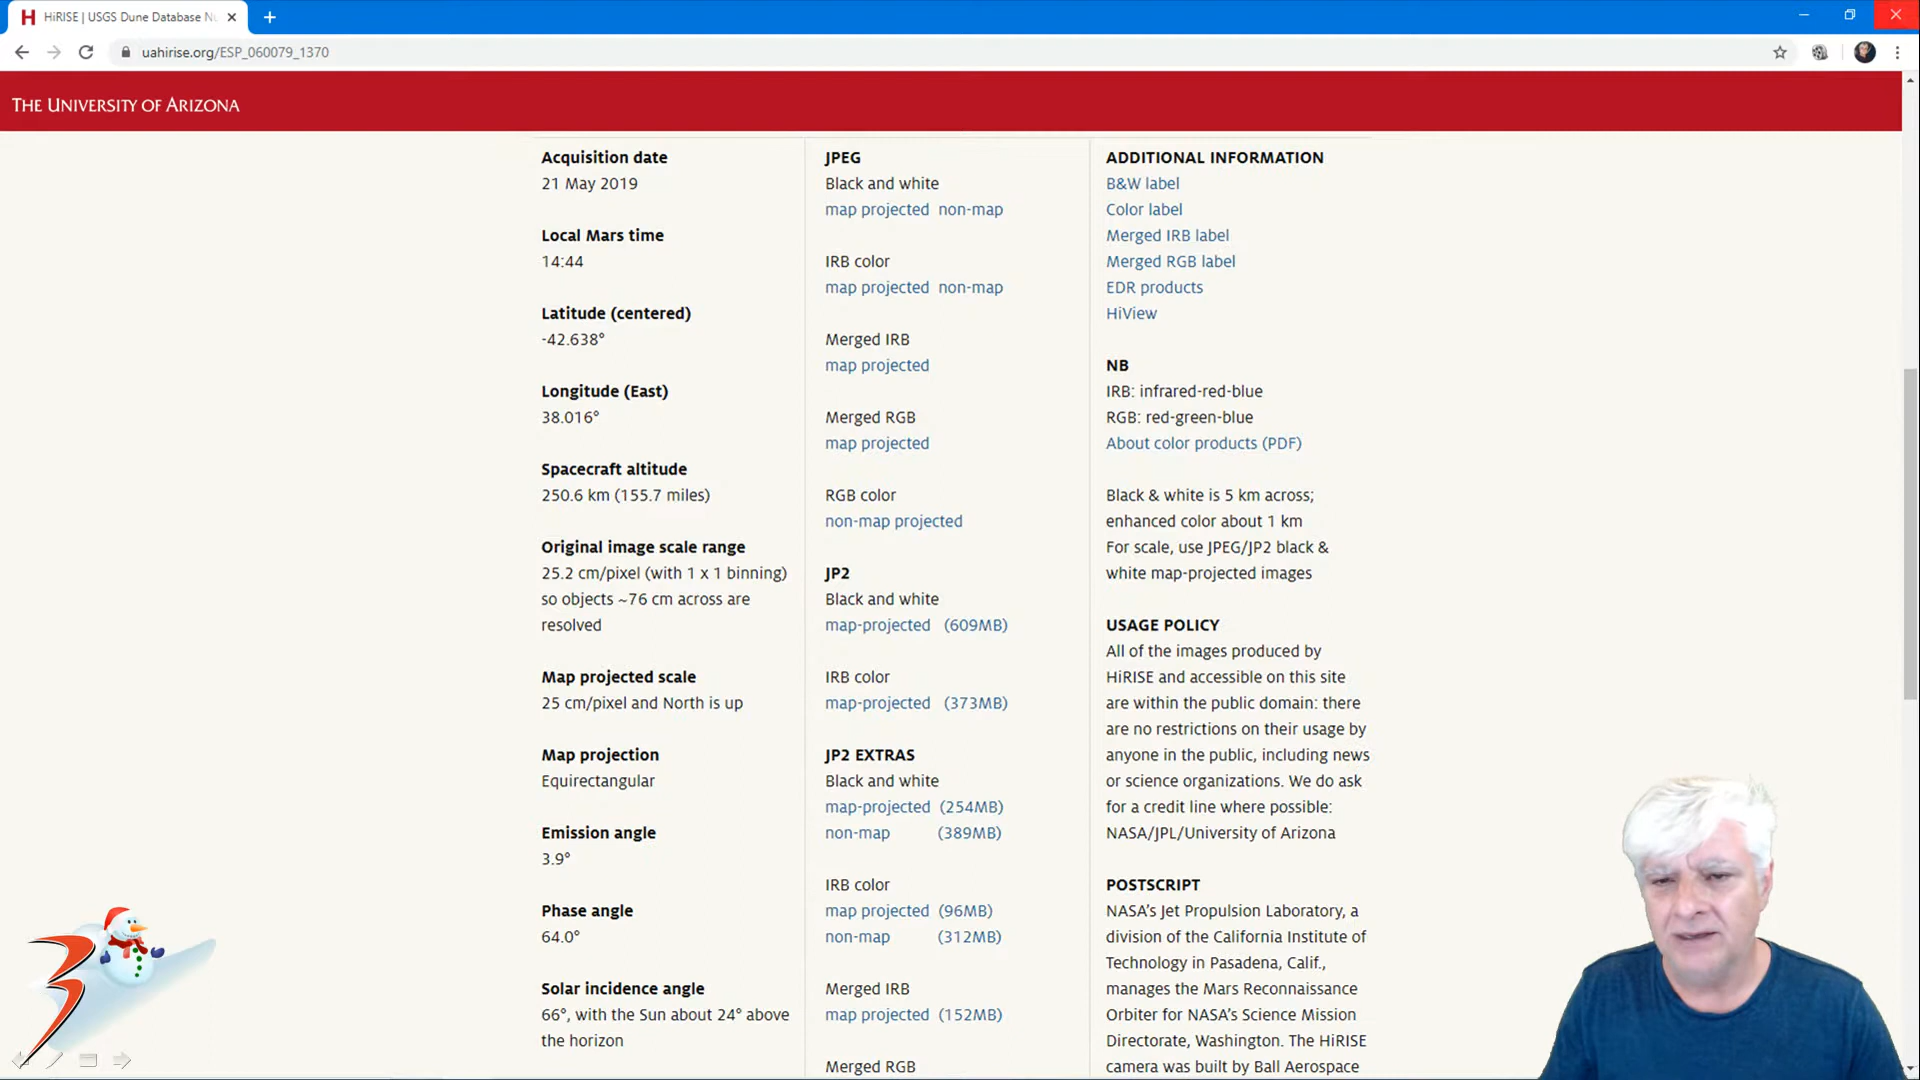 HiRISE | USGS Dune Database Nu
uahirise.org/ESP_060079_1370
THE UNIVERSITY OF ARIZONA
Acquisition date
21 May 2019
Local Mars time
14:44
Latitude (centered)
-42.638°
Longitude (East)
38.016°
Spacecraft altitude
250.6 km (155.7 miles)
Original image scale range
25.2 cm/pixel (with 1 x 1 binning)
so objects ~76 cm across are
resolved
Map projected scale
25 cm/pixel and North is up
Map projection
Equirectangular
Emission angle
3.9°
Phase angle
64.0°
Solar incidence angle
66°, with the Sun about 24° above
the horizon
JPEG
Black and white
map projected non-map
IRB color
map projected non-map
Merged IRB
map projected
Merged RGB
map projected
RGB color
non-map projected
JP2
Black and white
map-projected (609MB)
IRB color
map-projected (373MB)
JP2 EXTRAS
Black and white
map-projected (254MB)
non-map (389MB)
IRB color
map projected (96MB)
non-map (312MB)
Merged IRB
map projected (152MB)
Merged RGB
ADDITIONAL INFORMATION
B&W label
Color label
Merged IRB label
Merged RGB label
EDR products
HiView
NB
IRB: infrared-red-blue
RGB: red-green-blue
About color products (PDF)
Black & white is 5 km across;
enhanced color about 1 km
For scale, use JPEG/JP2 black &
white map-projected images
USAGE POLICY
All of the images produced by
HiRISE and accessible on this site
are within the public domain: there
are no restrictions on their usage by
anyone in the public, including news
or science organizations. We do ask
for a credit line where possible:
NASA/JPL/University of Arizona
POSTSCRIPT
NASA's Jet Propulsion Laboratory, a
division of the California Institute of
Technology in Pasadena, Calif.,
manages the Mars Reconnaissance
Orbiter for NASA's Science Mission
Directorate, Washington. The HiRISE
camera was built by Ball Aerospace
3